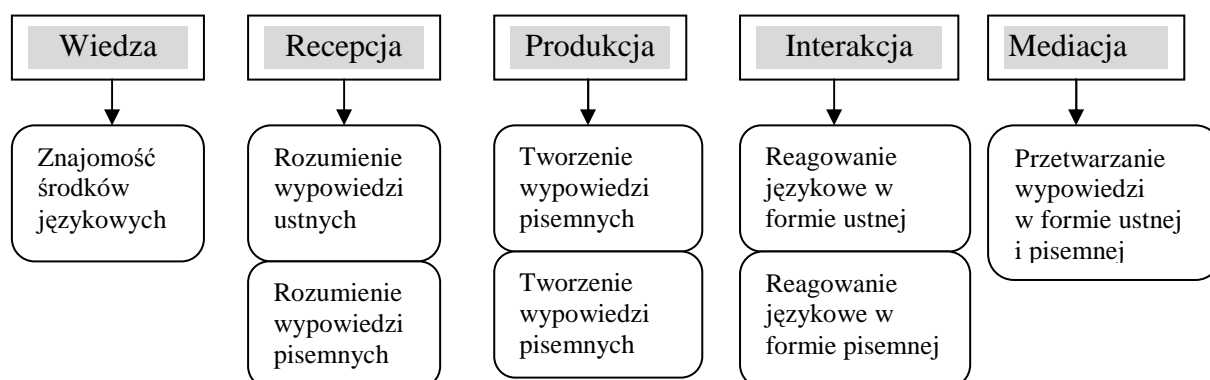 Wiedza
Recepcja
Produkcja
Interakcja
Mediacja
Znajomość
środków
językowych
Rozumienie
wypowiedzi
ustnych
Rozumienie
wypowiedzi
pisemnych
Tworzenie
wypowiedzi
pisemnych
Tworzenie
wypowiedzi
pisemnych
Reagowanie
językowe w
formie ustnej
Reagowanie
językowe w
formie pisemnej
Przetwarzanie
wypowiedzi
w formie ustnej
i pisemnej